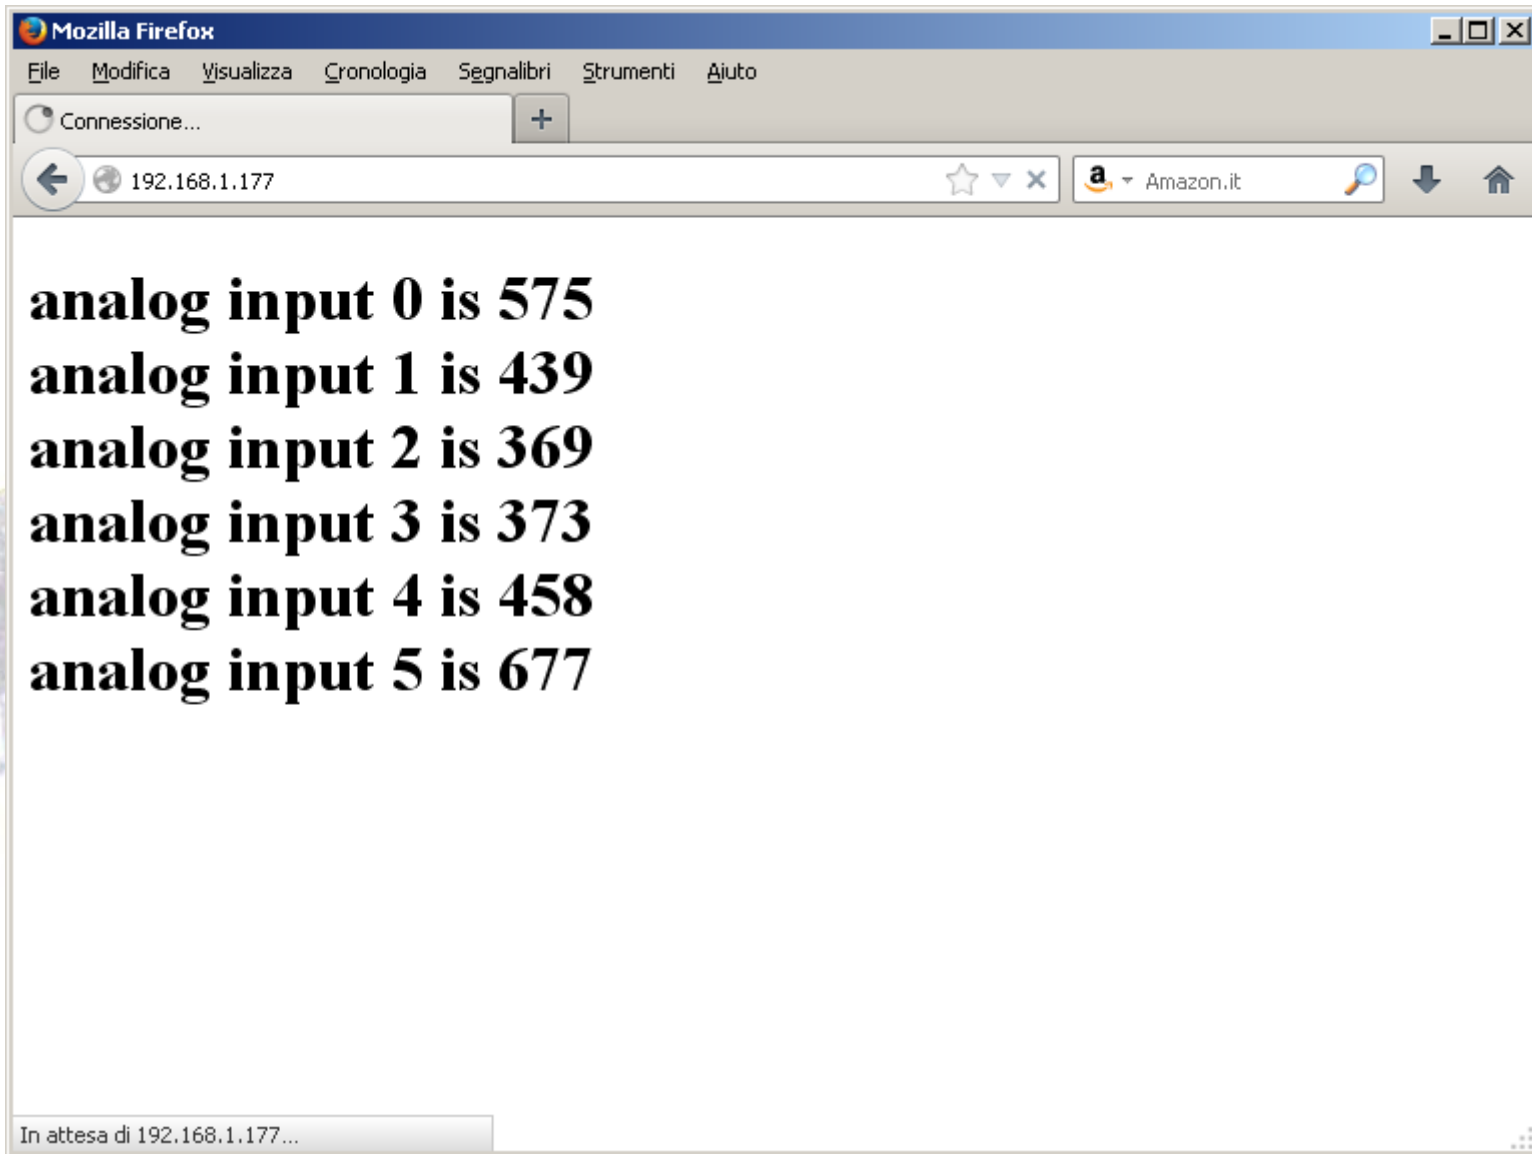 Mozilla Firefox
File Modifica Visualizza Cronologia Segnalibri Strumenti Aiuto
Connessione...
192.168.1.177
a Amazon.it
analog input 0 is 575
analog input 1 is 439
analog input 2 is 369
analog input 3 is 373
analog input 4 is 458
analog input 5 is 677
In attesa di 192.168.1.177...